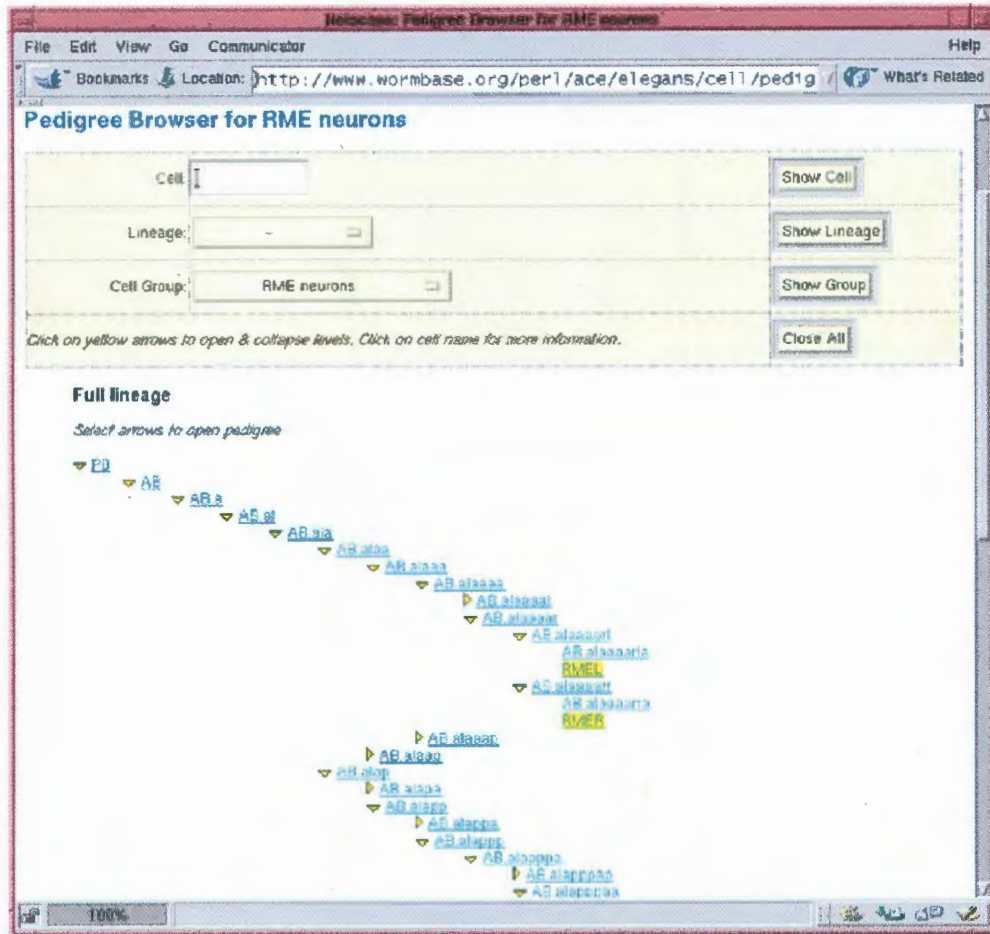 Netscape: Pedigree Browser for RME neurons
File Edit View Go Communicator Help
Bookmarks Location: http://www.wormbase.org/perl/ace/elegans/cell/pedig What's Related
Pedigree Browser for RME neurons
Cell: Show Cell
Lineage: - Show Lineage
Cell Group: RME neurons Show Group
Click on yellow arrows to open & collapse levels. Click on cell name for more information. Close All
Full lineage
Select arrows to open pedigree
P0
AB
AB.a
AB.al
AB.ala
AB.alaa
AB.alaaa
AB.alaaaa
AB.alaaaal
AB.alaaaar
AB.alaaaarl
AB.alaaaarla
RMEL
AB.alaaaarr
AB.alaaaarra
RMER
AB.alaaap
AB.alaap
AB.alap
AB.alapa
AB.alapp
AB.alappa
AB.alappp
AB.alapppa
AB.alapppap
AB.alapppaa
100%